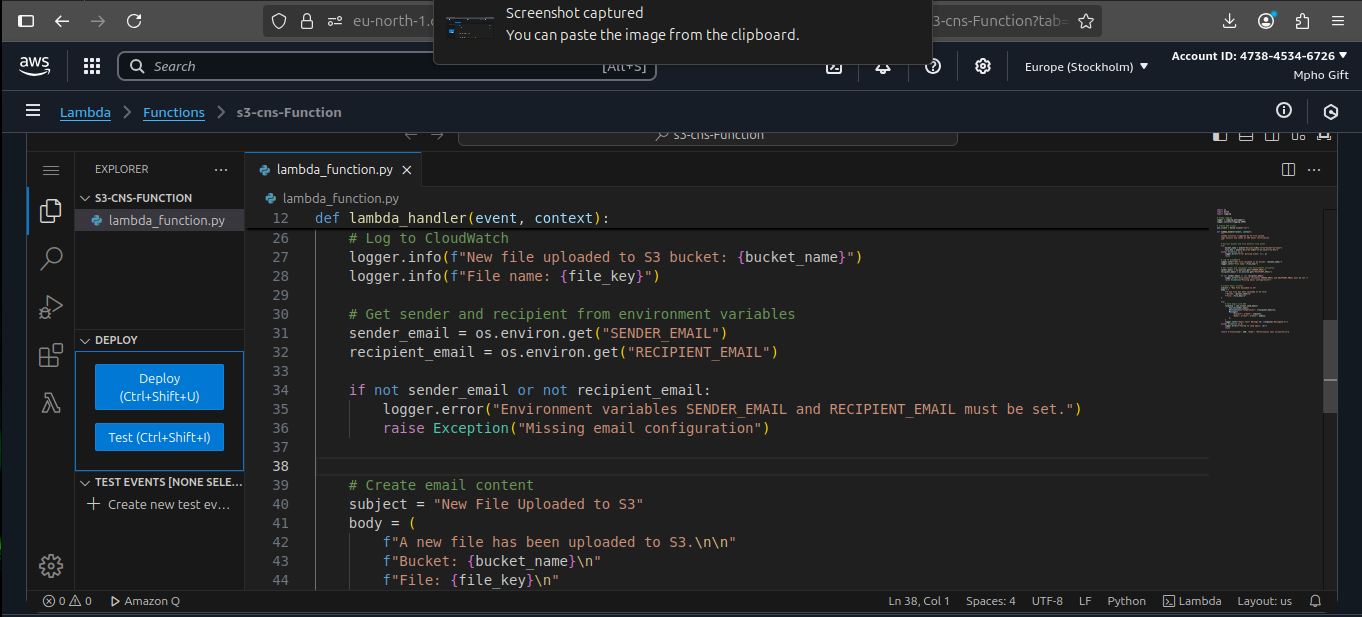 Screenshot captured
You can paste the image from the clipboard.
eu-north-1.
3-cns-Function?tab=
aws
Search
[Alt+S]
Europe (Stockholm)
Account ID: 4738-4534-6726
Mpho Gift
Lambda > Functions > s3-cns-Function
s3-cns-Function
EXPLORER
S3-CNS-FUNCTION
lambda_function.py
DEPLOY
Deploy
(Ctrl+Shift+U)
Test (Ctrl+Shift+I)
TEST EVENTS [NONE SELE...
Create new test ev...
lambda_function.py
lambda_function.py
12 def lambda_handler(event, context):
26 # Log to CloudWatch
27 logger.info(f"New file uploaded to S3 bucket: {bucket_name}")
28 logger.info(f"File name: {file_key}")
29
30 # Get sender and recipient from environment variables
31 sender_email = os.environ.get("SENDER_EMAIL")
32 recipient_email = os.environ.get("RECIPIENT_EMAIL")
33
34 if not sender_email or not recipient_email:
35 logger.error("Environment variables SENDER_EMAIL and RECIPIENT_EMAIL must be set.")
36 raise Exception("Missing email configuration")
37
38
39 # Create email content
40 subject = "New File Uploaded to S3"
41 body = (
42 f"A new file has been uploaded to S3.\n\n"
43 f"Bucket: {bucket_name}\n"
44 f"File: {file_key}\n"
0 0 Amazon Q
Ln 38, Col 1 Spaces: 4 UTF-8 LF Python Lambda Layout: us